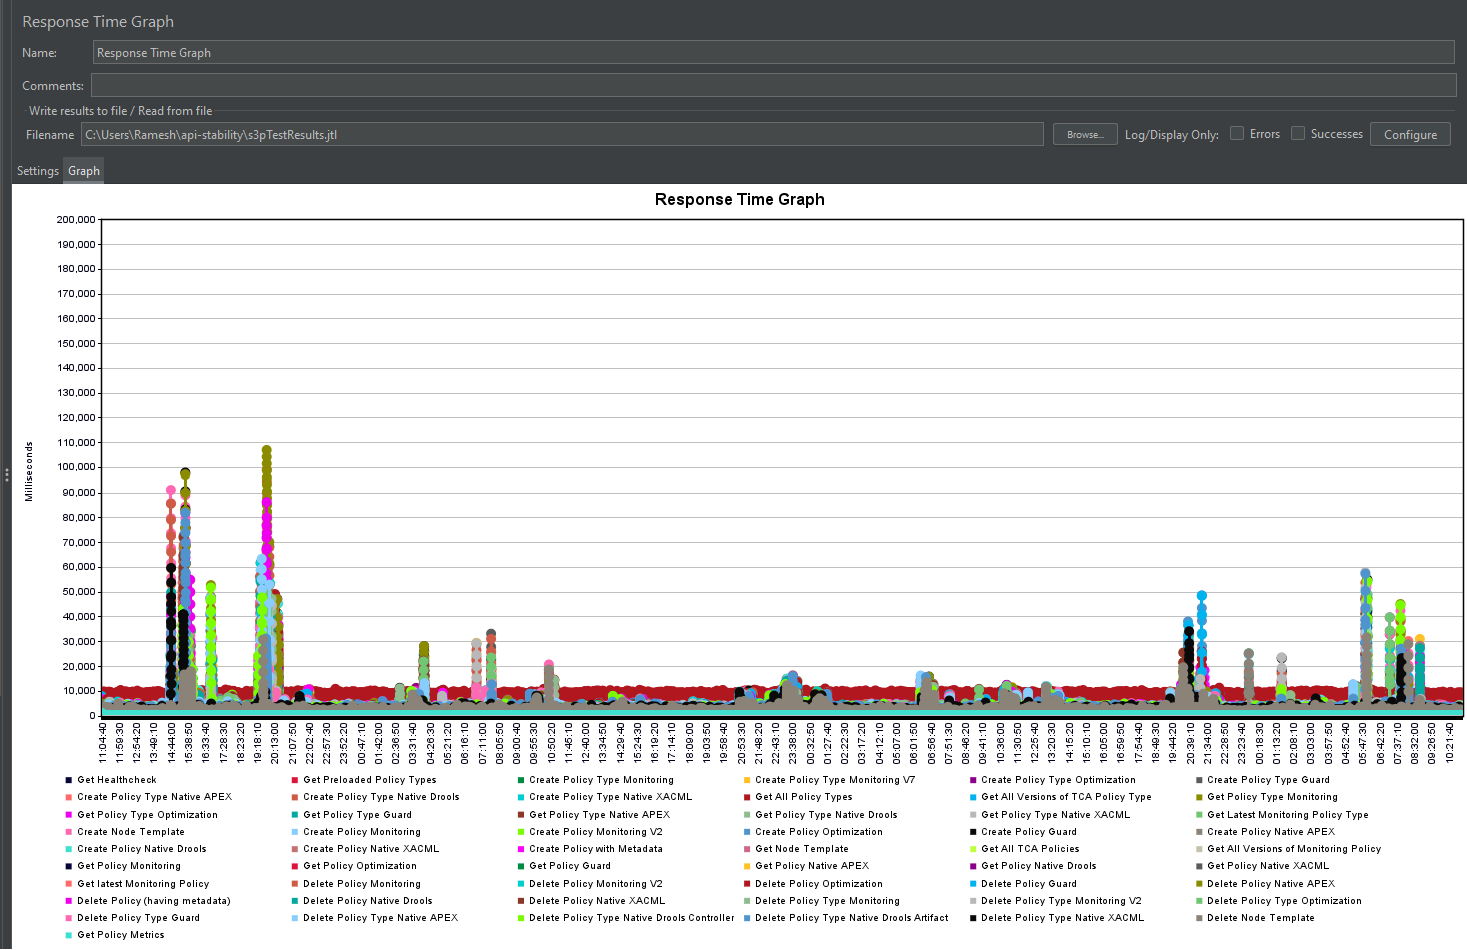 Response Time Graph
Name: Response Time Graph
Comments:
Write results to file / Read from file
Filename C:\Users\Ramesh\api-stability\s3pTestResults.jtl Browse... Log/Display Only: Errors Successes Configure
Settings Graph
Response Time Graph
200,000
190,000
180,000
170,000
160,000
150,000
140,000
130,000
120,000
110,000
100,000
90,000
80,000
70,000
60,000
50,000
40,000
30,000
20,000
10,000
0
Milliseconds
11:04:40 11:59:30 12:54:20 13:49:10 14:44:00 15:38:50 16:33:40 17:28:30 18:23:20 19:18:10 20:13:00 21:07:50 22:02:40 22:57:30 23:52:20 00:47:10 01:42:00 02:36:50 03:31:40 04:26:30 05:21:20 06:16:10 07:11:00 08:05:50 09:00:40 09:55:30 10:50:20 11:45:10 12:40:00 13:34:50 14:29:40 15:24:30 16:19:20 17:14:10 18:09:00 19:03:50 19:58:40 20:53:30 21:48:20 22:43:10 23:38:00 00:32:50 01:27:40 02:22:30 03:17:20 04:12:10 05:07:00 06:01:50 06:56:40 07:51:30 08:46:20 09:41:10 10:36:00 11:30:50 12:25:40 13:20:30 14:15:20 15:10:10 16:05:00 16:59:50 17:54:40 18:49:30 19:44:20 20:39:10 21:34:00 22:28:50 23:23:40 00:18:30 01:13:20 02:08:10 03:03:00 03:57:50 04:52:40 05:47:30 06:42:20 07:37:10 08:32:00 09:26:50 10:21:40
Get Healthcheck Get Preloaded Policy Types Create Policy Type Monitoring Create Policy Type Monitoring V7 Create Policy Type Optimization Create Policy Type Guard
Create Policy Type Native APEX Create Policy Type Native Drools Create Policy Type Native XACML Get All Policy Types Get All Versions of TCA Policy Type Get Policy Type Monitoring
Get Policy Type Optimization Get Policy Type Guard Get Policy Type Native APEX Get Policy Type Native Drools Get Policy Type Native XACML Get Latest Monitoring Policy Type
Create Node Template Create Policy Monitoring Create Policy Monitoring V2 Create Policy Optimization Create Policy Guard Create Policy Native APEX
Create Policy Native Drools Create Policy Native XACML Create Policy with Metadata Get Node Template Get All TCA Policies Get All Versions of Monitoring Policy
Get Policy Monitoring Get Policy Optimization Get Policy Guard Get Policy Native APEX Get Policy Native Drools Get Policy Native XACML
Get latest Monitoring Policy Delete Policy Monitoring Delete Policy Monitoring V2 Delete Policy Optimization Delete Policy Guard Delete Policy Native APEX
Delete Policy (having metadata) Delete Policy Native Drools Delete Policy Native XACML Delete Policy Type Monitoring Delete Policy Type Monitoring V2 Delete Policy Type Optimization
Delete Policy Type Guard Delete Policy Type Native APEX Delete Policy Type Native Drools Controller Delete Policy Type Native Drools Artifact Delete Policy Type Native XACML Delete Node Template
Get Policy Metrics